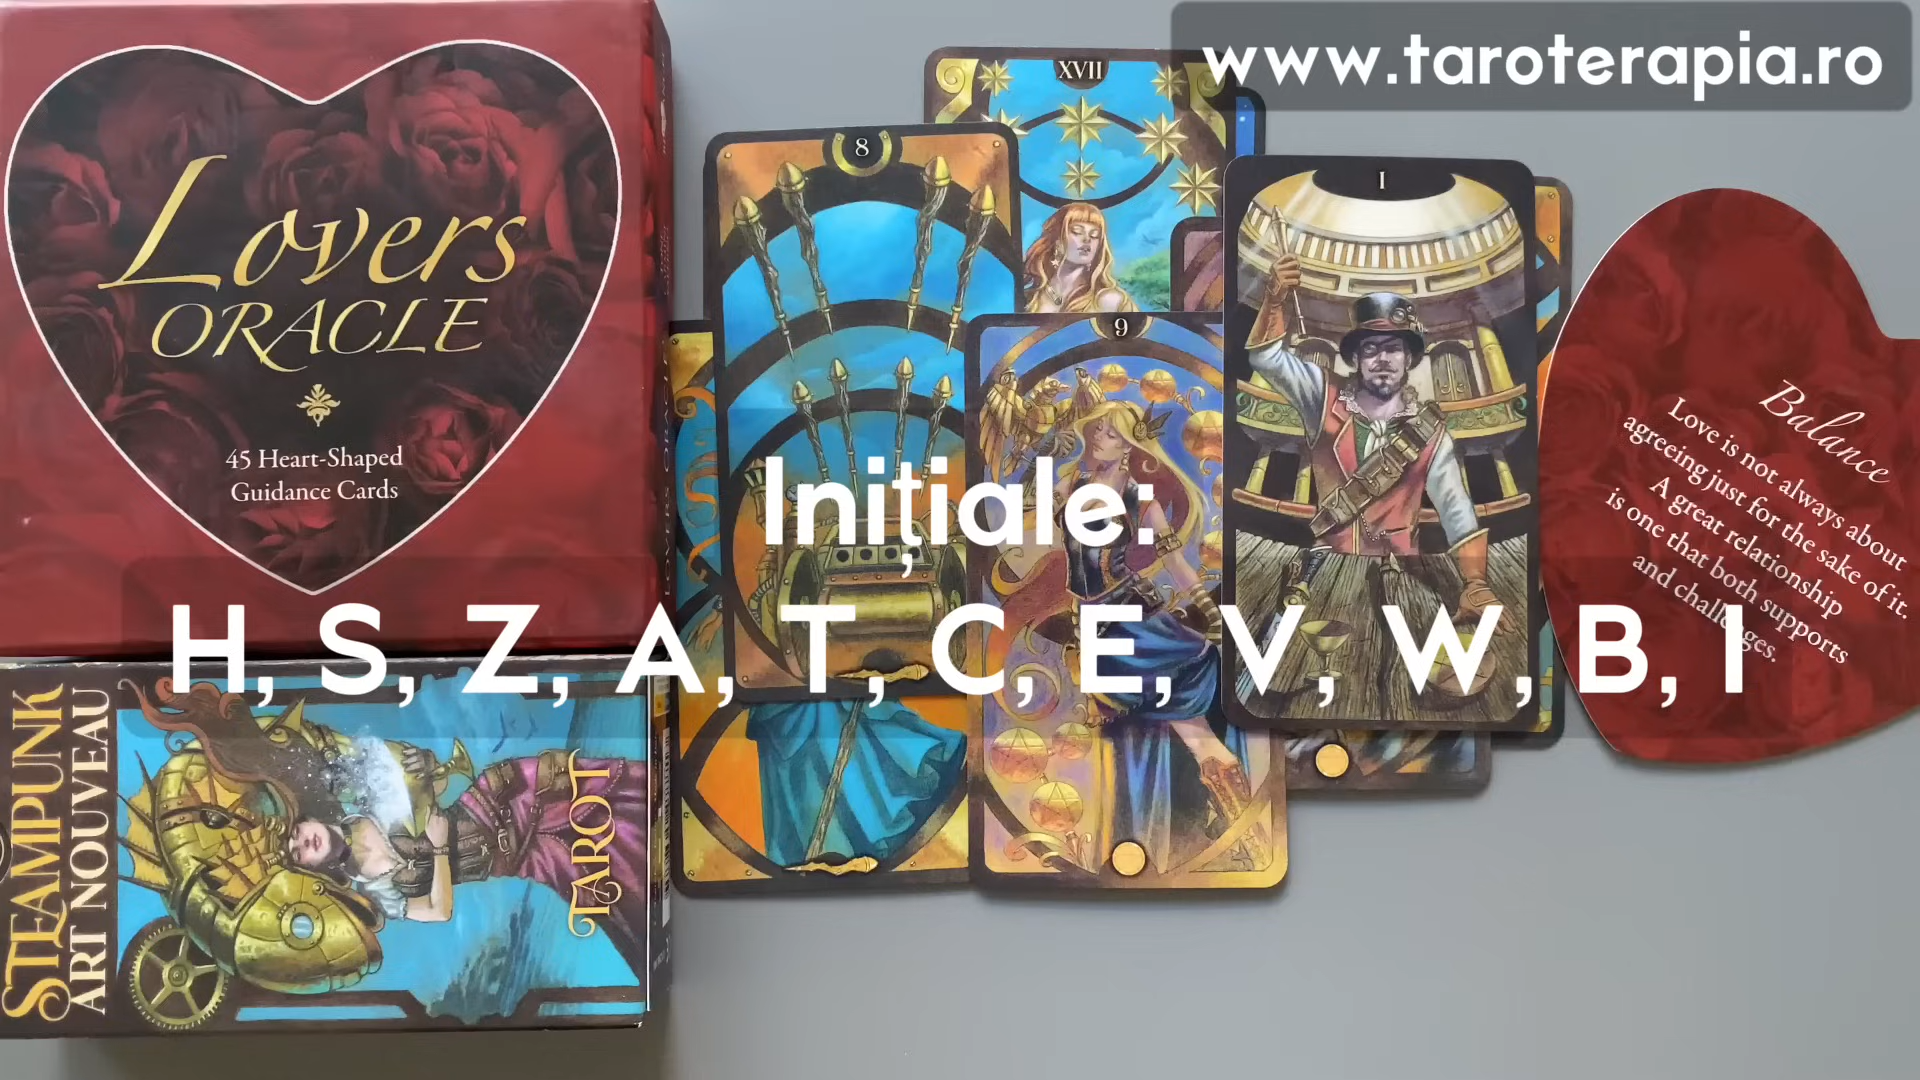 www.taroterapia.ro
Lovers
ORACLE
45 Heart-Shaped
Guidance Cards
STEAMPUNK
ART NOUVEAU
TAROT
8
XVII
9
I
Balance
Love is not always about
agreeing just for the sake of it.
A great relationship
is one that both supports
and challenges.
Inițiale:
H, S, Z, A, T, C, E, V, W, B, I